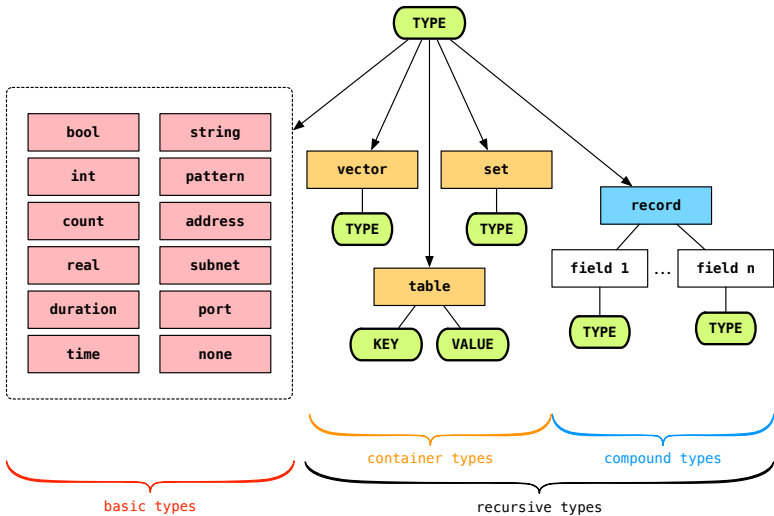 TYPE
bool string
int pattern
count address
real subnet
duration port
time none
vector set
TYPE TYPE
table
KEY VALUE
record
field 1 ... field n
TYPE TYPE
container types compound types
basic types recursive types